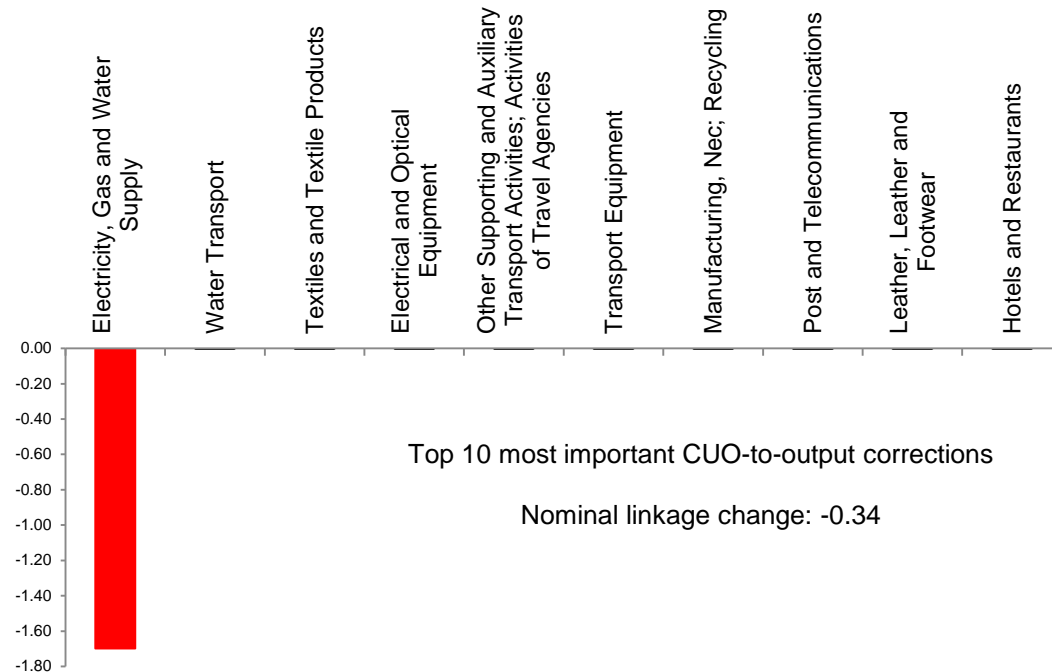 Electricity, Gas and Water
Supply
Water Transport
Textiles and Textile Products
Electrical and Optical
Equipment
Other Supporting and Auxiliary
Transport Activities; Activities
of Travel Agencies
Transport Equipment
Manufacturing, Nec; Recycling
Post and Telecommunications
Leather, Leather and
Footwear
Hotels and Restaurants
0.00
-0.20
-0.40
-0.60
-0.80
-1.00
-1.20
-1.40
-1.60
-1.80
Top 10 most important CUO-to-output corrections
Nominal linkage change: -0.34